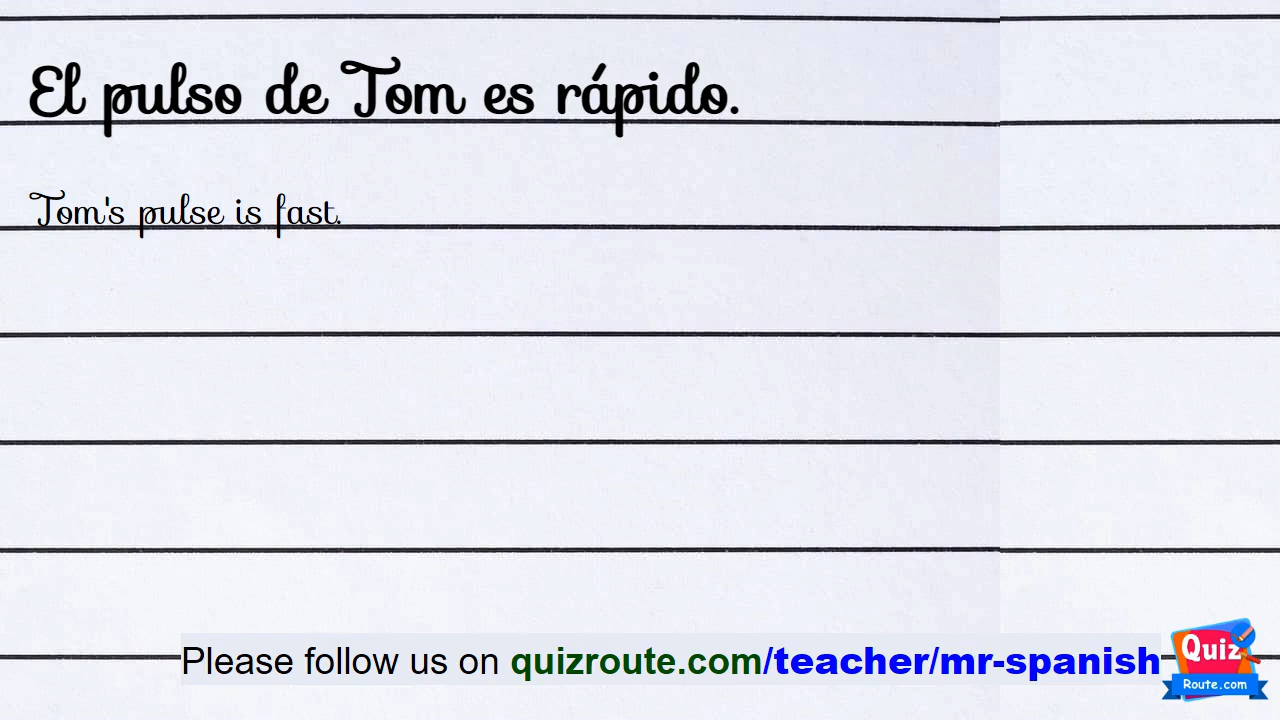 El pulso de Tom es rápido.
Tom's pulse is fast.
Please follow us on quizroute.com/teacher/mr-spanish
Quiz
Route.com